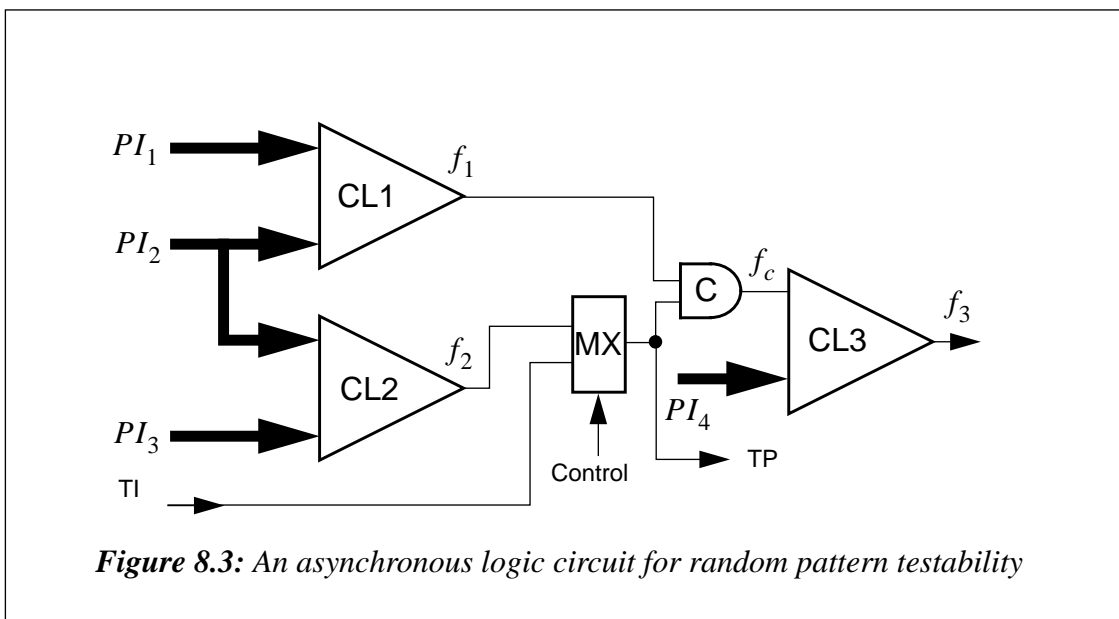 PI1
f1
CL1
PI2
C
fc
f3
CL3
f2
MX
CL2
PI4
PI3
TI
Control
TP
Figure 8.3: An asynchronous logic circuit for random pattern testability